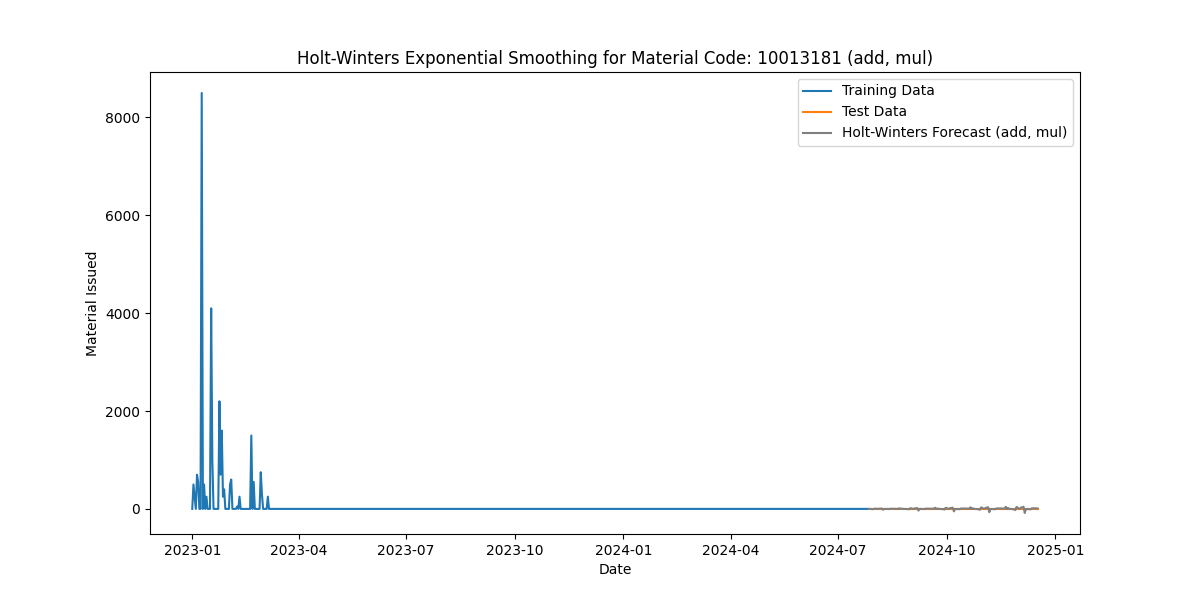 Holt-Winters Exponential Smoothing for Material Code: 10013181 (add, mul)
Training Data
Test Data
Holt-Winters Forecast (add, mul)
Material Issued
8000
6000
4000
2000
0
2023-01 2023-04 2023-07 2023-10 2024-01 2024-04 2024-07 2024-10 2025-01
Date